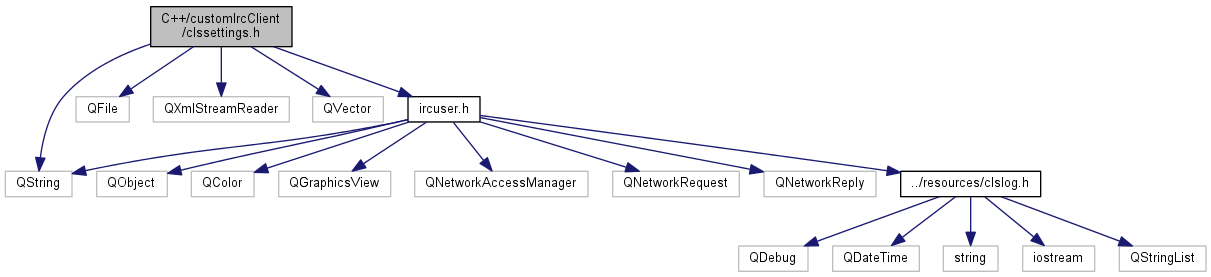 C++/customIrcClient
/clssettings.h
QFile
QXmlStreamReader
QVector
ircuser.h
QString
QObject
QColor
QGraphicsView
QNetworkAccessManager
QNetworkRequest
QNetworkReply
../resources/clslog.h
QDebug
QDateTime
string
iostream
QStringList